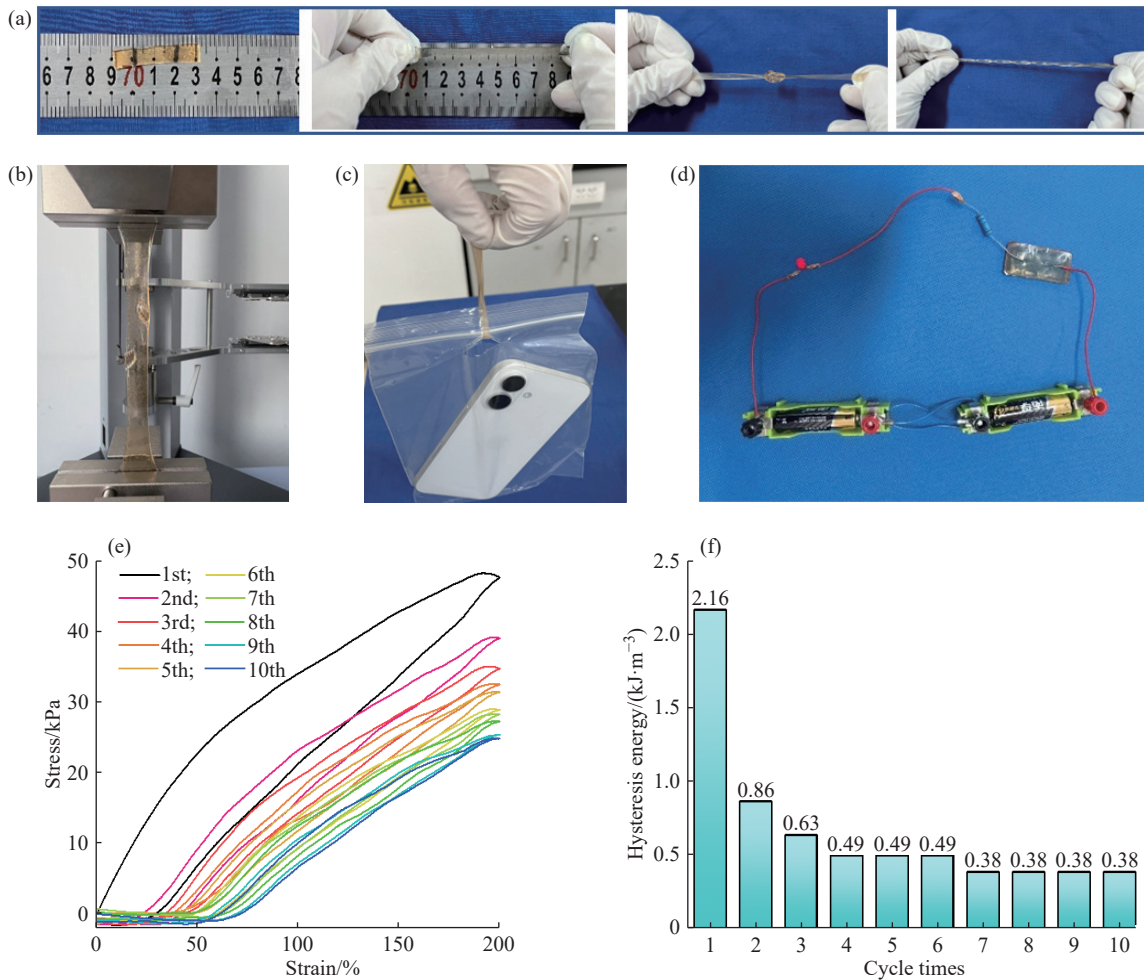 (a)
6 7 8 9 70 1 2 3 4 5 6 7 8
70 1 2 3 4 5 6 7 8
(b)
(c)
(d)
(e)
50
40
30
20
10
0
0 50 100 150 200
Stress/kPa
Strain/%
1st; 6th
2nd; 7th
3rd; 8th
4th; 9th
5th; 10th
(f)
2.5
2.0
1.5
1.0
0.5
0
Hysteresis energy/(kJ·m⁻³)
2.16
0.86
0.63
0.49 0.49 0.49
0.38 0.38 0.38 0.38
1 2 3 4 5 6 7 8 9 10
Cycle times